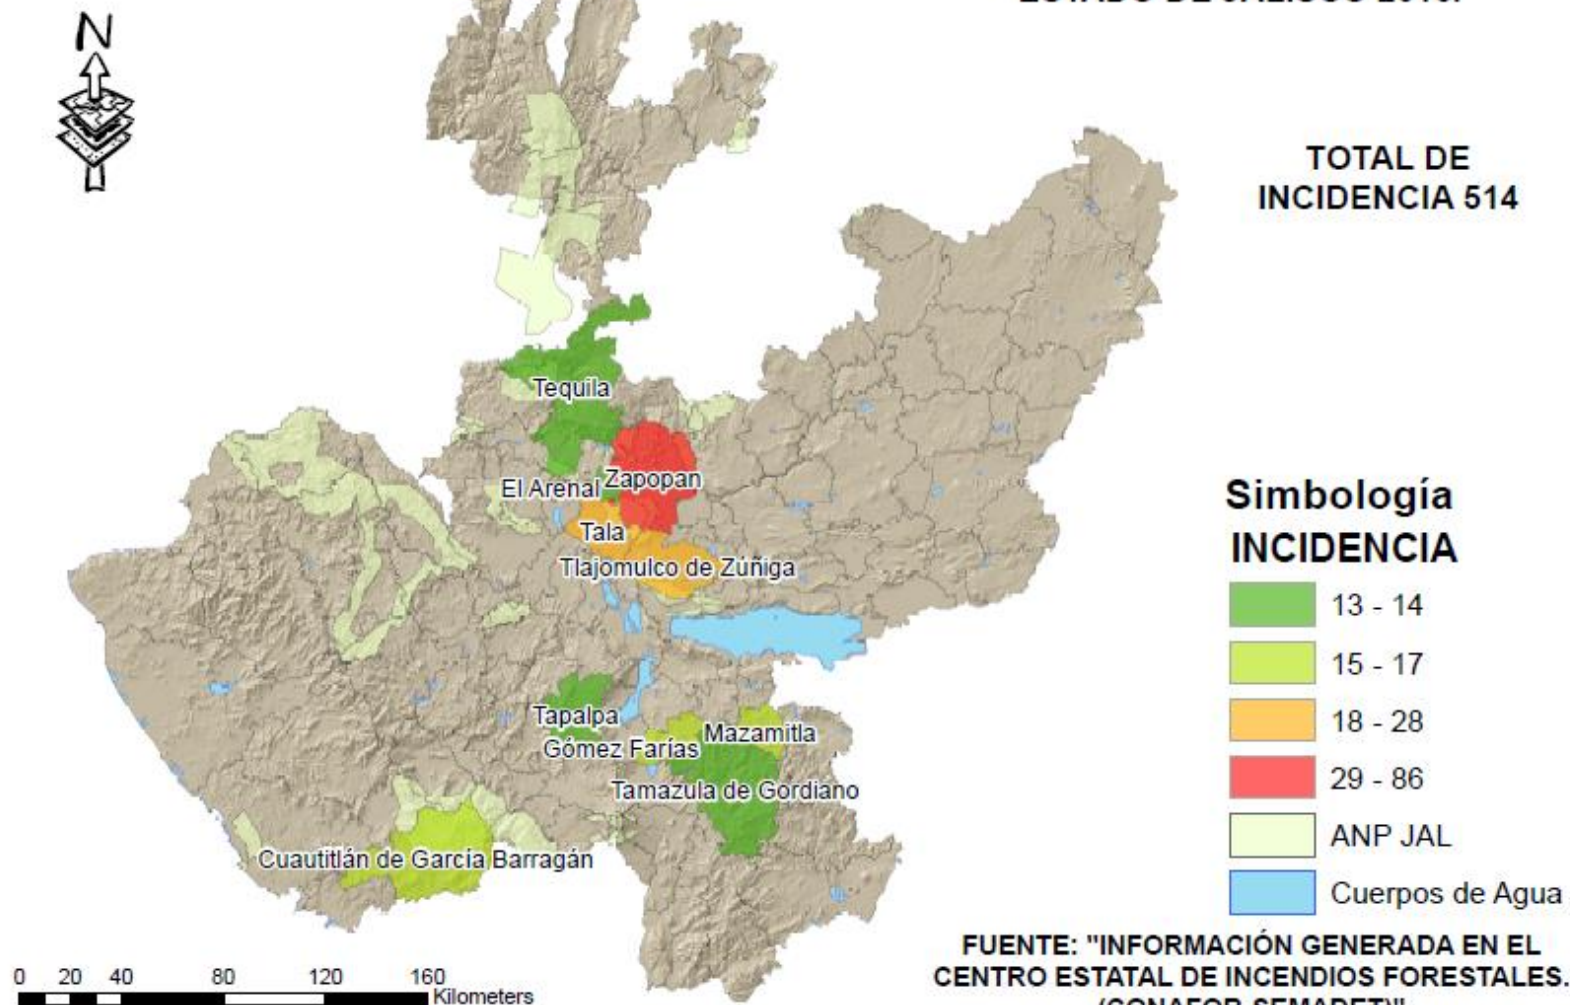 N
TOTAL DE
INCIDENCIA 514
Tequila
El Arenal
Zapopan
Tala
Tlajomulco de Zúñiga
Tapalpa
Gómez Farías
Mazamitla
Tamazula de Gordiano
Cuautitlán de García Barragán
Simbología
INCIDENCIA
13 - 14
15 - 17
18 - 28
29 - 86
ANP JAL
Cuerpos de Agua
0 20 40 80 120 160
Kilometers
FUENTE: "INFORMACIÓN GENERADA EN EL
CENTRO ESTATAL DE INCENDIOS FORESTALES.
(CONAFOR-SEMADET)"